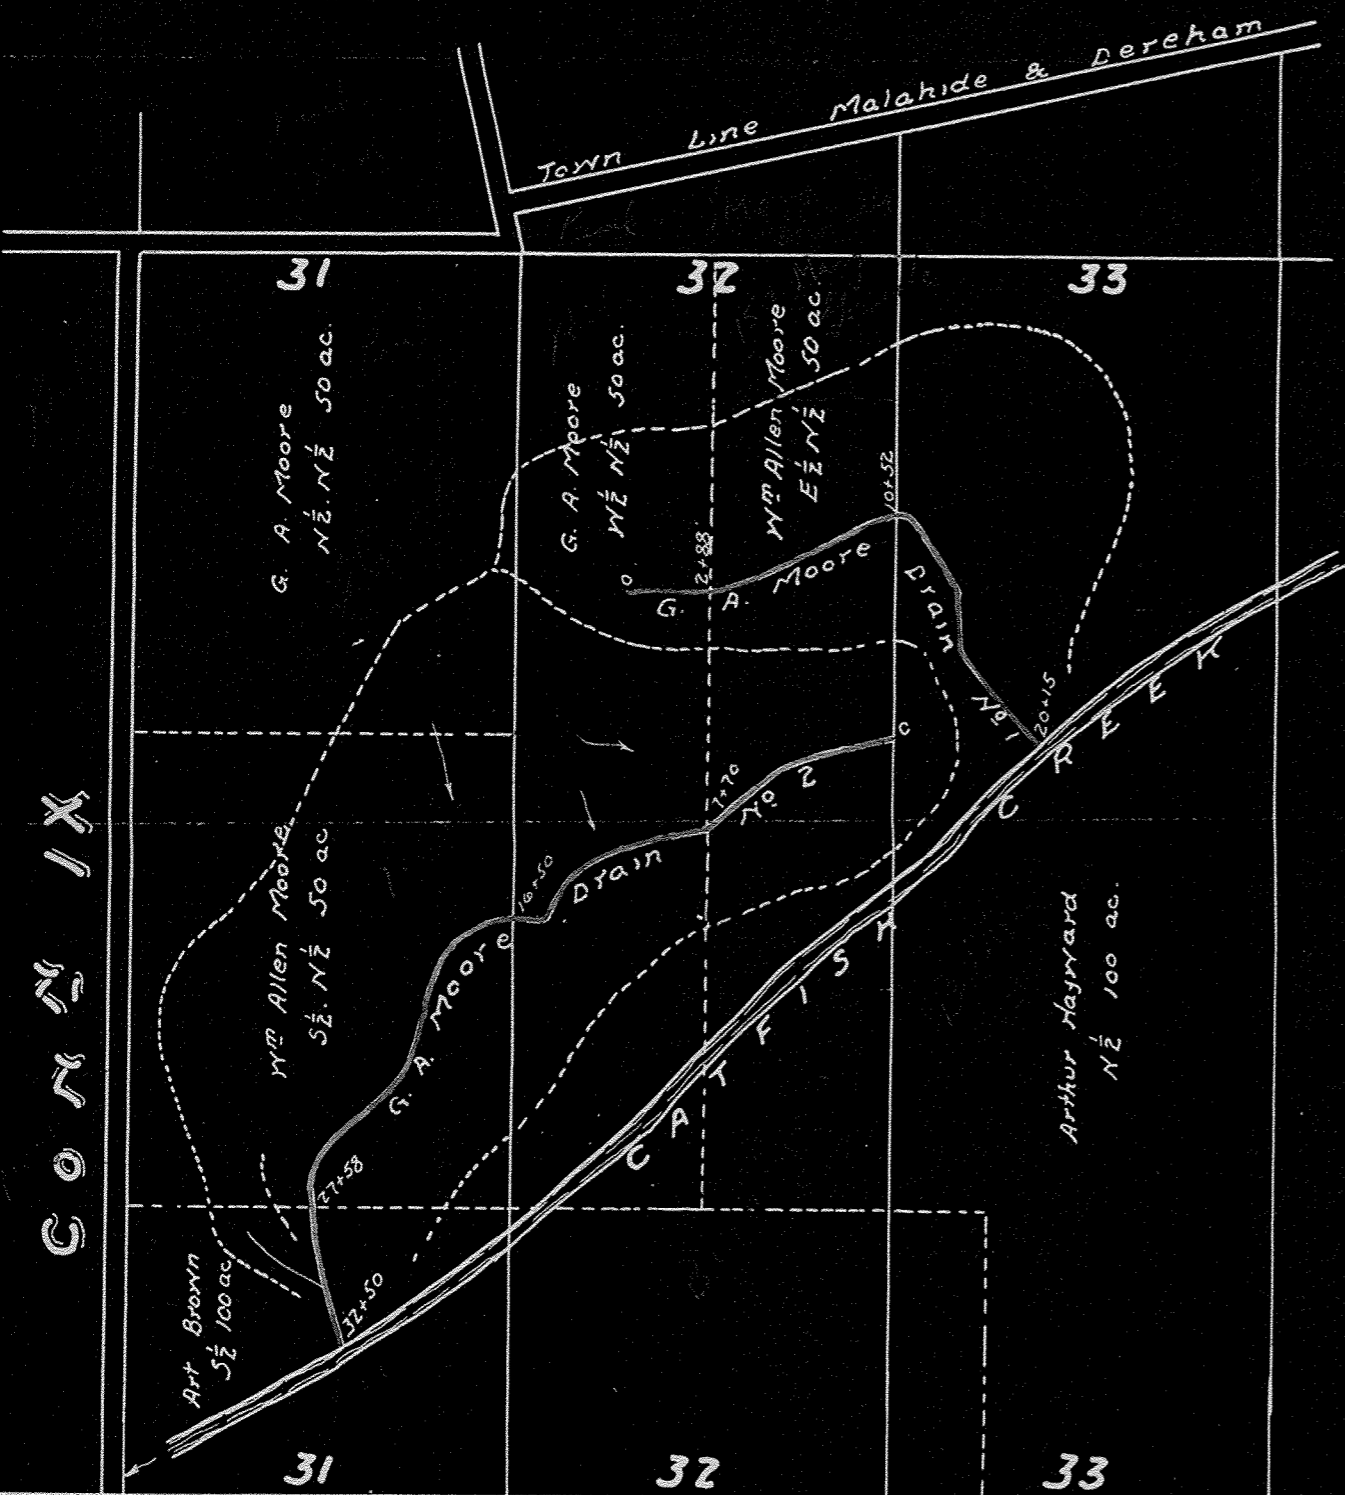 Town Line Malahide & Dereham
31
32
33
G. A. Moore
N½. N½ 50 ac.
G. A. Moore
W½ N½ 50 ac.
Wm Allen Moore
E½ N½ 50 ac.
0
2+88
10+52
20+15
G. A. Moore Drain No 1
0
No 2
16+50
27+58
32+50
G. A. Moore Drain
Wm Allen Moore
S½. N½ 50 ac
Arthur Hayward
N½ 100 ac.
Art Brown
S½ 100 ac
CATFISH CREEK
CON. IX
31
32
33